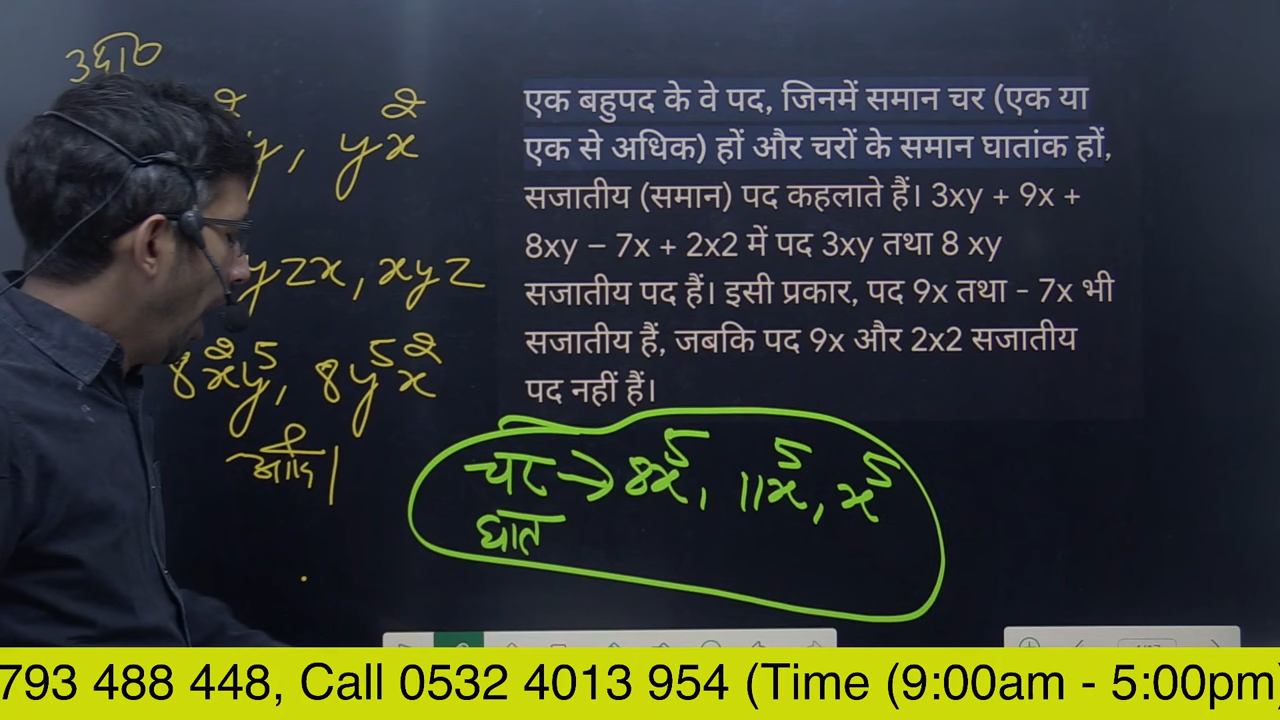 उदा०
y, yx²
yzx, xyz
8x²y⁵, 8y⁵x²
आदि।
एक बहुपद के वे पद, जिनमें समान चर (एक या
एक से अधिक) हों और चरों के समान घातांक हों,
सजातीय (समान) पद कहलाते हैं। 3xy + 9x +
8xy – 7x + 2x2 में पद 3xy तथा 8 xy
सजातीय पद हैं। इसी प्रकार, पद 9x तथा - 7x भी
सजातीय हैं, जबकि पद 9x और 2x2 सजातीय
पद नहीं हैं।
चर → 8x⁵, 11x⁵, x⁵
घात
793 488 448, Call 0532 4013 954 (Time (9:00am - 5:00pm)